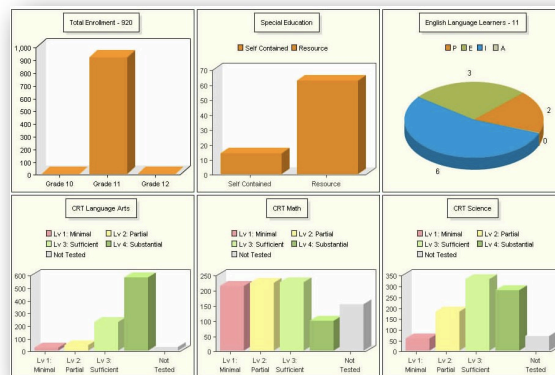 Total Enrollment - 920
1,000
900
800
700
600
500
400
300
200
100
0
Grade 10 Grade 11 Grade 12
Special Education
Self Contained Resource
70
60
50
40
30
20
10
0
Self Contained Resource
English Language Learners - 11
P E I A
3
2
0
6
CRT Language Arts
Lv 1: Minimal Lv 2: Partial
Lv 3: Sufficient Lv 4: Substantial
Not Tested
600
500
400
300
200
100
0
Lv 1: Lv 2: Lv 3: Not
Minimal Partial Sufficient Tested
CRT Math
Lv 1: Minimal Lv 2: Partial
Lv 3: Sufficient Lv 4: Substantial
Not Tested
250
200
150
100
50
0
Lv 1: Lv 2: Lv 3: Not
Minimal Partial Sufficient Tested
CRT Science
Lv 1: Minimal Lv 2: Partial
Lv 3: Sufficient Lv 4: Substantial
Not Tested
350
300
250
200
150
100
50
0
Lv 1: Lv 2: Lv 3: Not
Minimal Partial Sufficient Tested